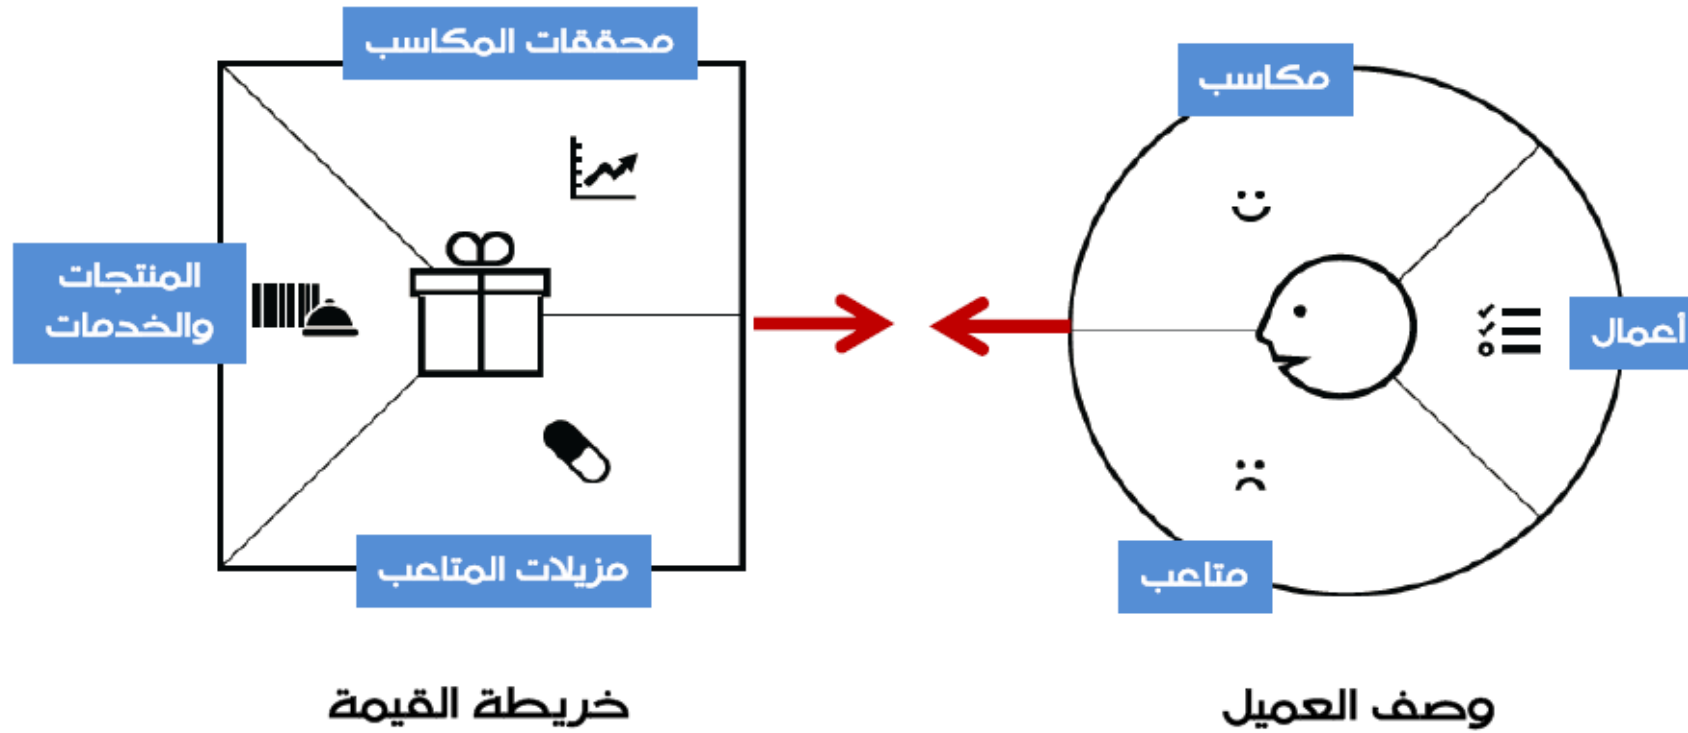 محققات المكاسب
مكاسب
المنتجات
والخدمات
أعمال
مزيلات المتاعب
متاعب
خريطة القيمة
وصف العميل